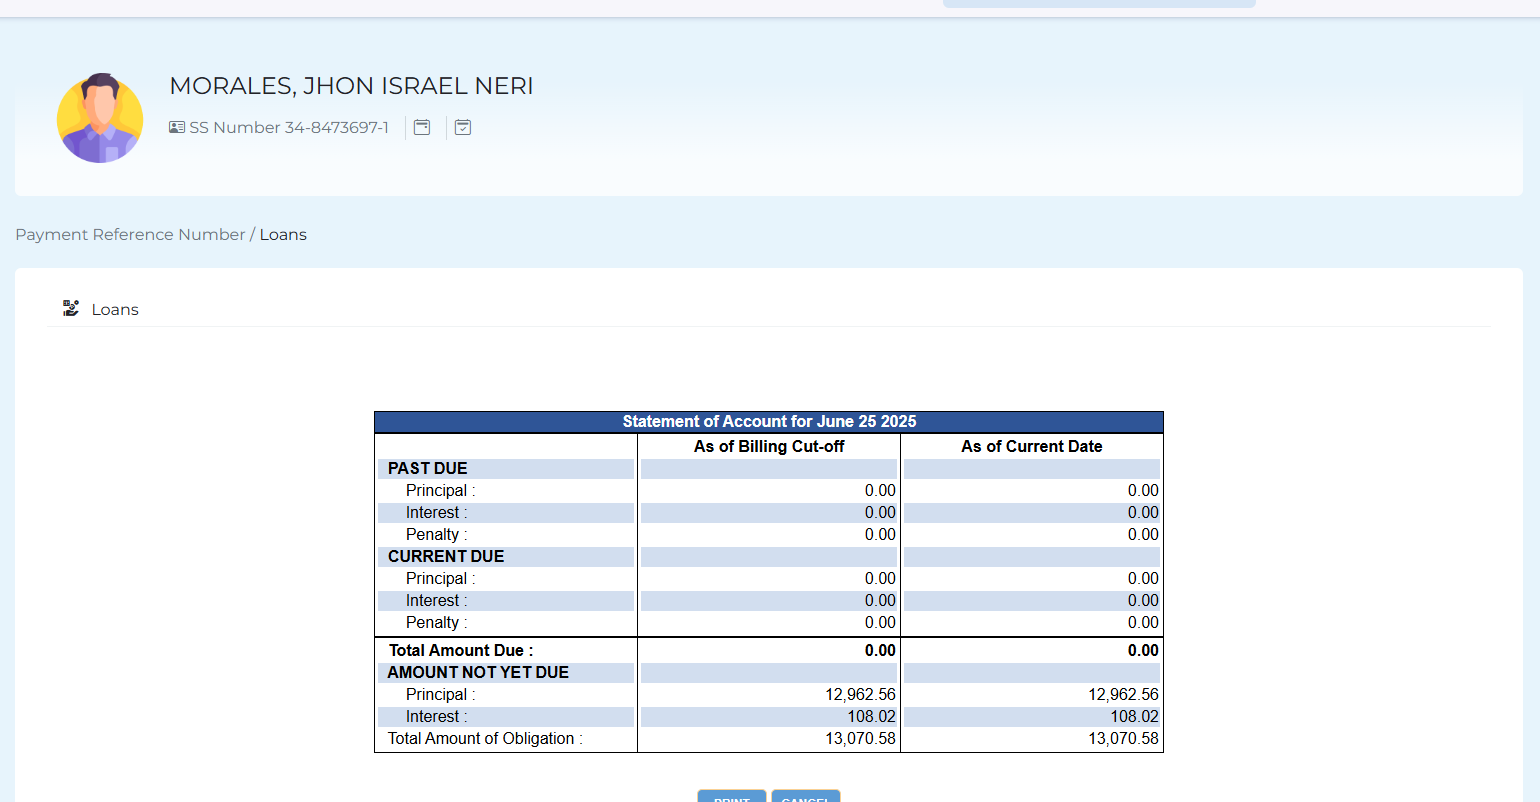 MORALES, JHON ISRAEL NERI
SS Number 34-8473697-1
Payment Reference Number / Loans
Loans
Statement of Account for June 25 2025
As of Billing Cut-off As of Current Date
PAST DUE
Principal : 0.00 0.00
Interest : 0.00 0.00
Penalty : 0.00 0.00
CURRENT DUE
Principal : 0.00 0.00
Interest : 0.00 0.00
Penalty : 0.00 0.00
Total Amount Due : 0.00 0.00
AMOUNT NOT YET DUE
Principal : 12,962.56 12,962.56
Interest : 108.02 108.02
Total Amount of Obligation : 13,070.58 13,070.58
PRINT CANCEL